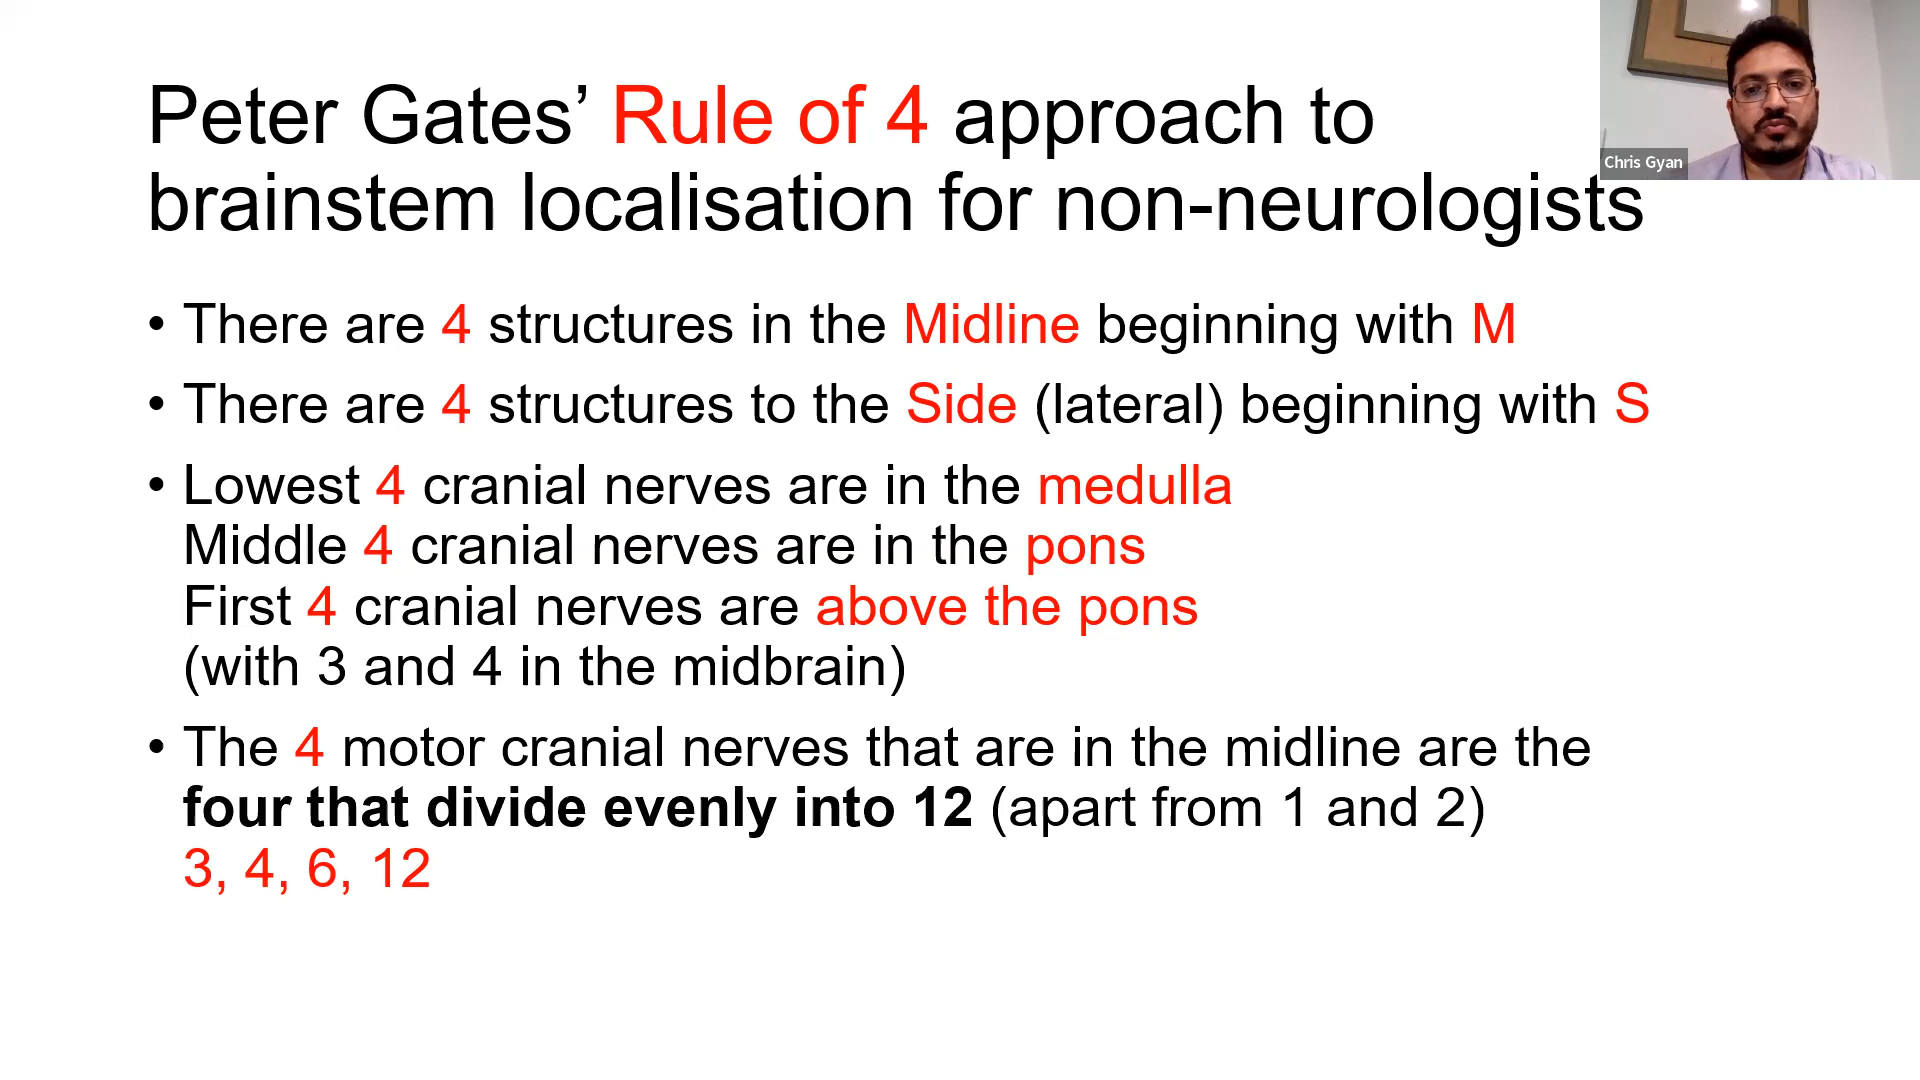 Peter Gates’ Rule of 4 approach to
brainstem localisation for non-neurologists
Chris Gyan
• There are 4 structures in the Midline beginning with M
• There are 4 structures to the Side (lateral) beginning with S
• Lowest 4 cranial nerves are in the medulla
Middle 4 cranial nerves are in the pons
First 4 cranial nerves are above the pons
(with 3 and 4 in the midbrain)
• The 4 motor cranial nerves that are in the midline are the
four that divide evenly into 12 (apart from 1 and 2)
3, 4, 6, 12